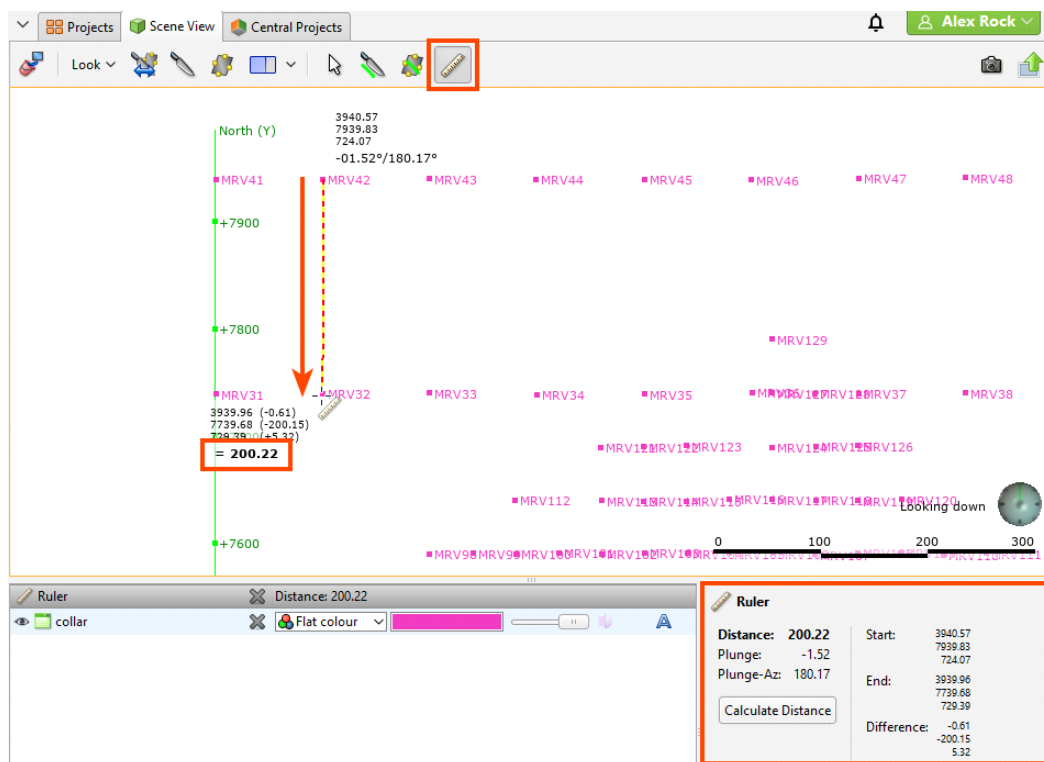 Projects Scene View Central Projects Alex Rock
Look
3940.57
North (Y) 7939.83
724.07
-01.52°/180.17°
MRV41 MRV42 MRV43 MRV44 MRV45 MRV46 MRV47 MRV48
+7900
+7800
MRV129
MRV31 MRV32 MRV33 MRV34 MRV35 MRV37 MRV38
3939.96 (-0.61)
7739.68 (-200.15)
729.39 (+5.32)
= 200.22
MRV123 MRV126
MRV112
Looking down
+7600
0 100 200 300
Ruler Distance: 200.22
collar Flat colour A
Ruler
Distance: 200.22 Start: 3940.57
7939.83
Plunge: -1.52
724.07
Plunge-Az: 180.17
End: 3939.96
7739.68
729.39
Calculate Distance
Difference: -0.61
-200.15
5.32